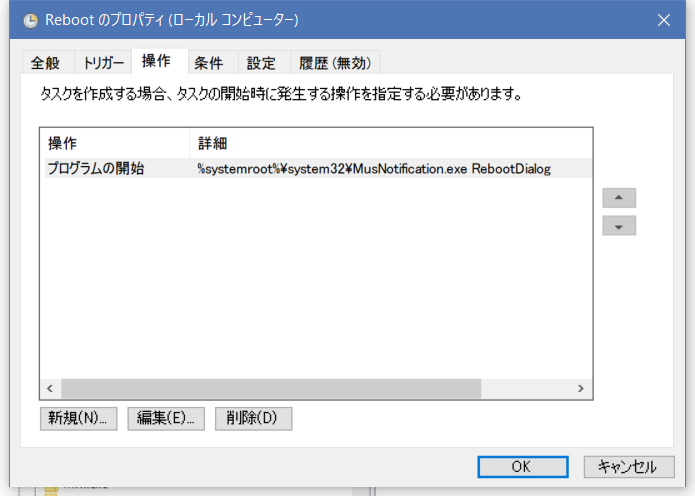 Reboot のプロパティ (ローカル コンピューター)
全般 トリガー 操作 条件 設定 履歴 (無効)
タスクを作成する場合、タスクの開始時に発生する操作を指定する必要があります。
操作 詳細
プログラムの開始 %systemroot%¥system32¥MusNotification.exe RebootDialog
新規(N)... 編集(E)... 削除(D)
OK キャンセル